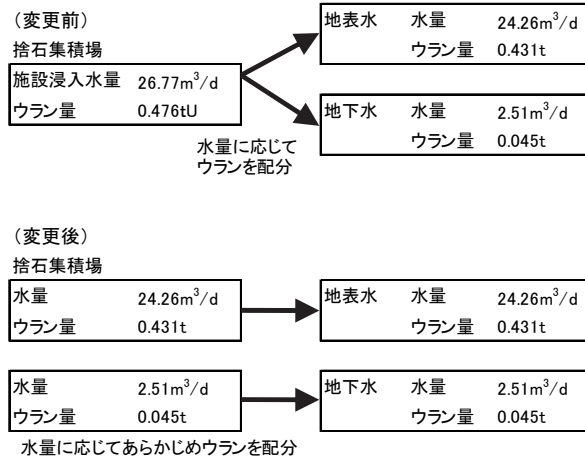 （変更前）
捨石集積場
施設浸入水量 26.77m³/d
ウラン量 0.476tU
地表水 水量 24.26m³/d
ウラン量 0.431t
地下水 水量 2.51m³/d
ウラン量 0.045t
水量に応じて
ウランを配分
（変更後）
捨石集積場
水量 24.26m³/d
ウラン量 0.431t
地表水 水量 24.26m³/d
ウラン量 0.431t
水量 2.51m³/d
ウラン量 0.045t
地下水 水量 2.51m³/d
ウラン量 0.045t
水量に応じてあらかじめウランを配分